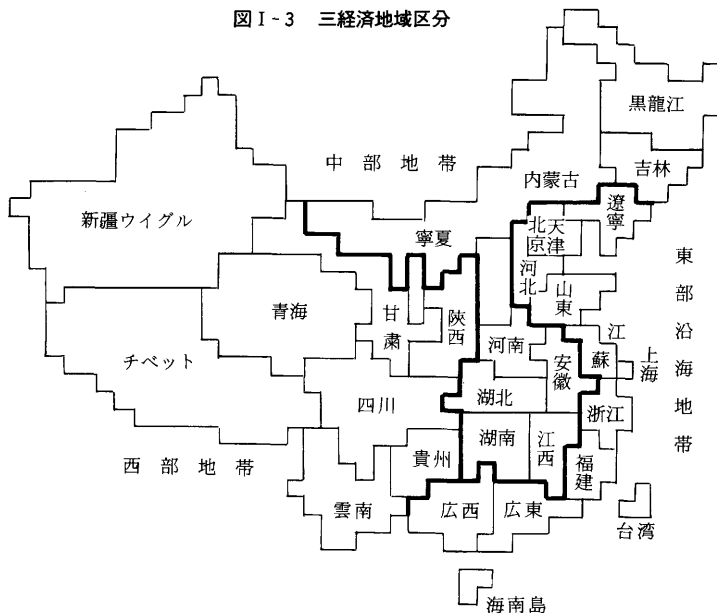 図Ⅰ-3 三経済地域区分
黒龍江
吉林
中部地帯
内蒙古
遼寧
新疆ウイグル
寧夏
北京
天津
河北
山東
東部沿海地帯
青海
甘粛
陝西
河南
江蘇
上海
安徽
チベット
四川
湖北
浙江
西部地帯
貴州
湖南
江西
福建
雲南
広西
広東
台湾
海南島